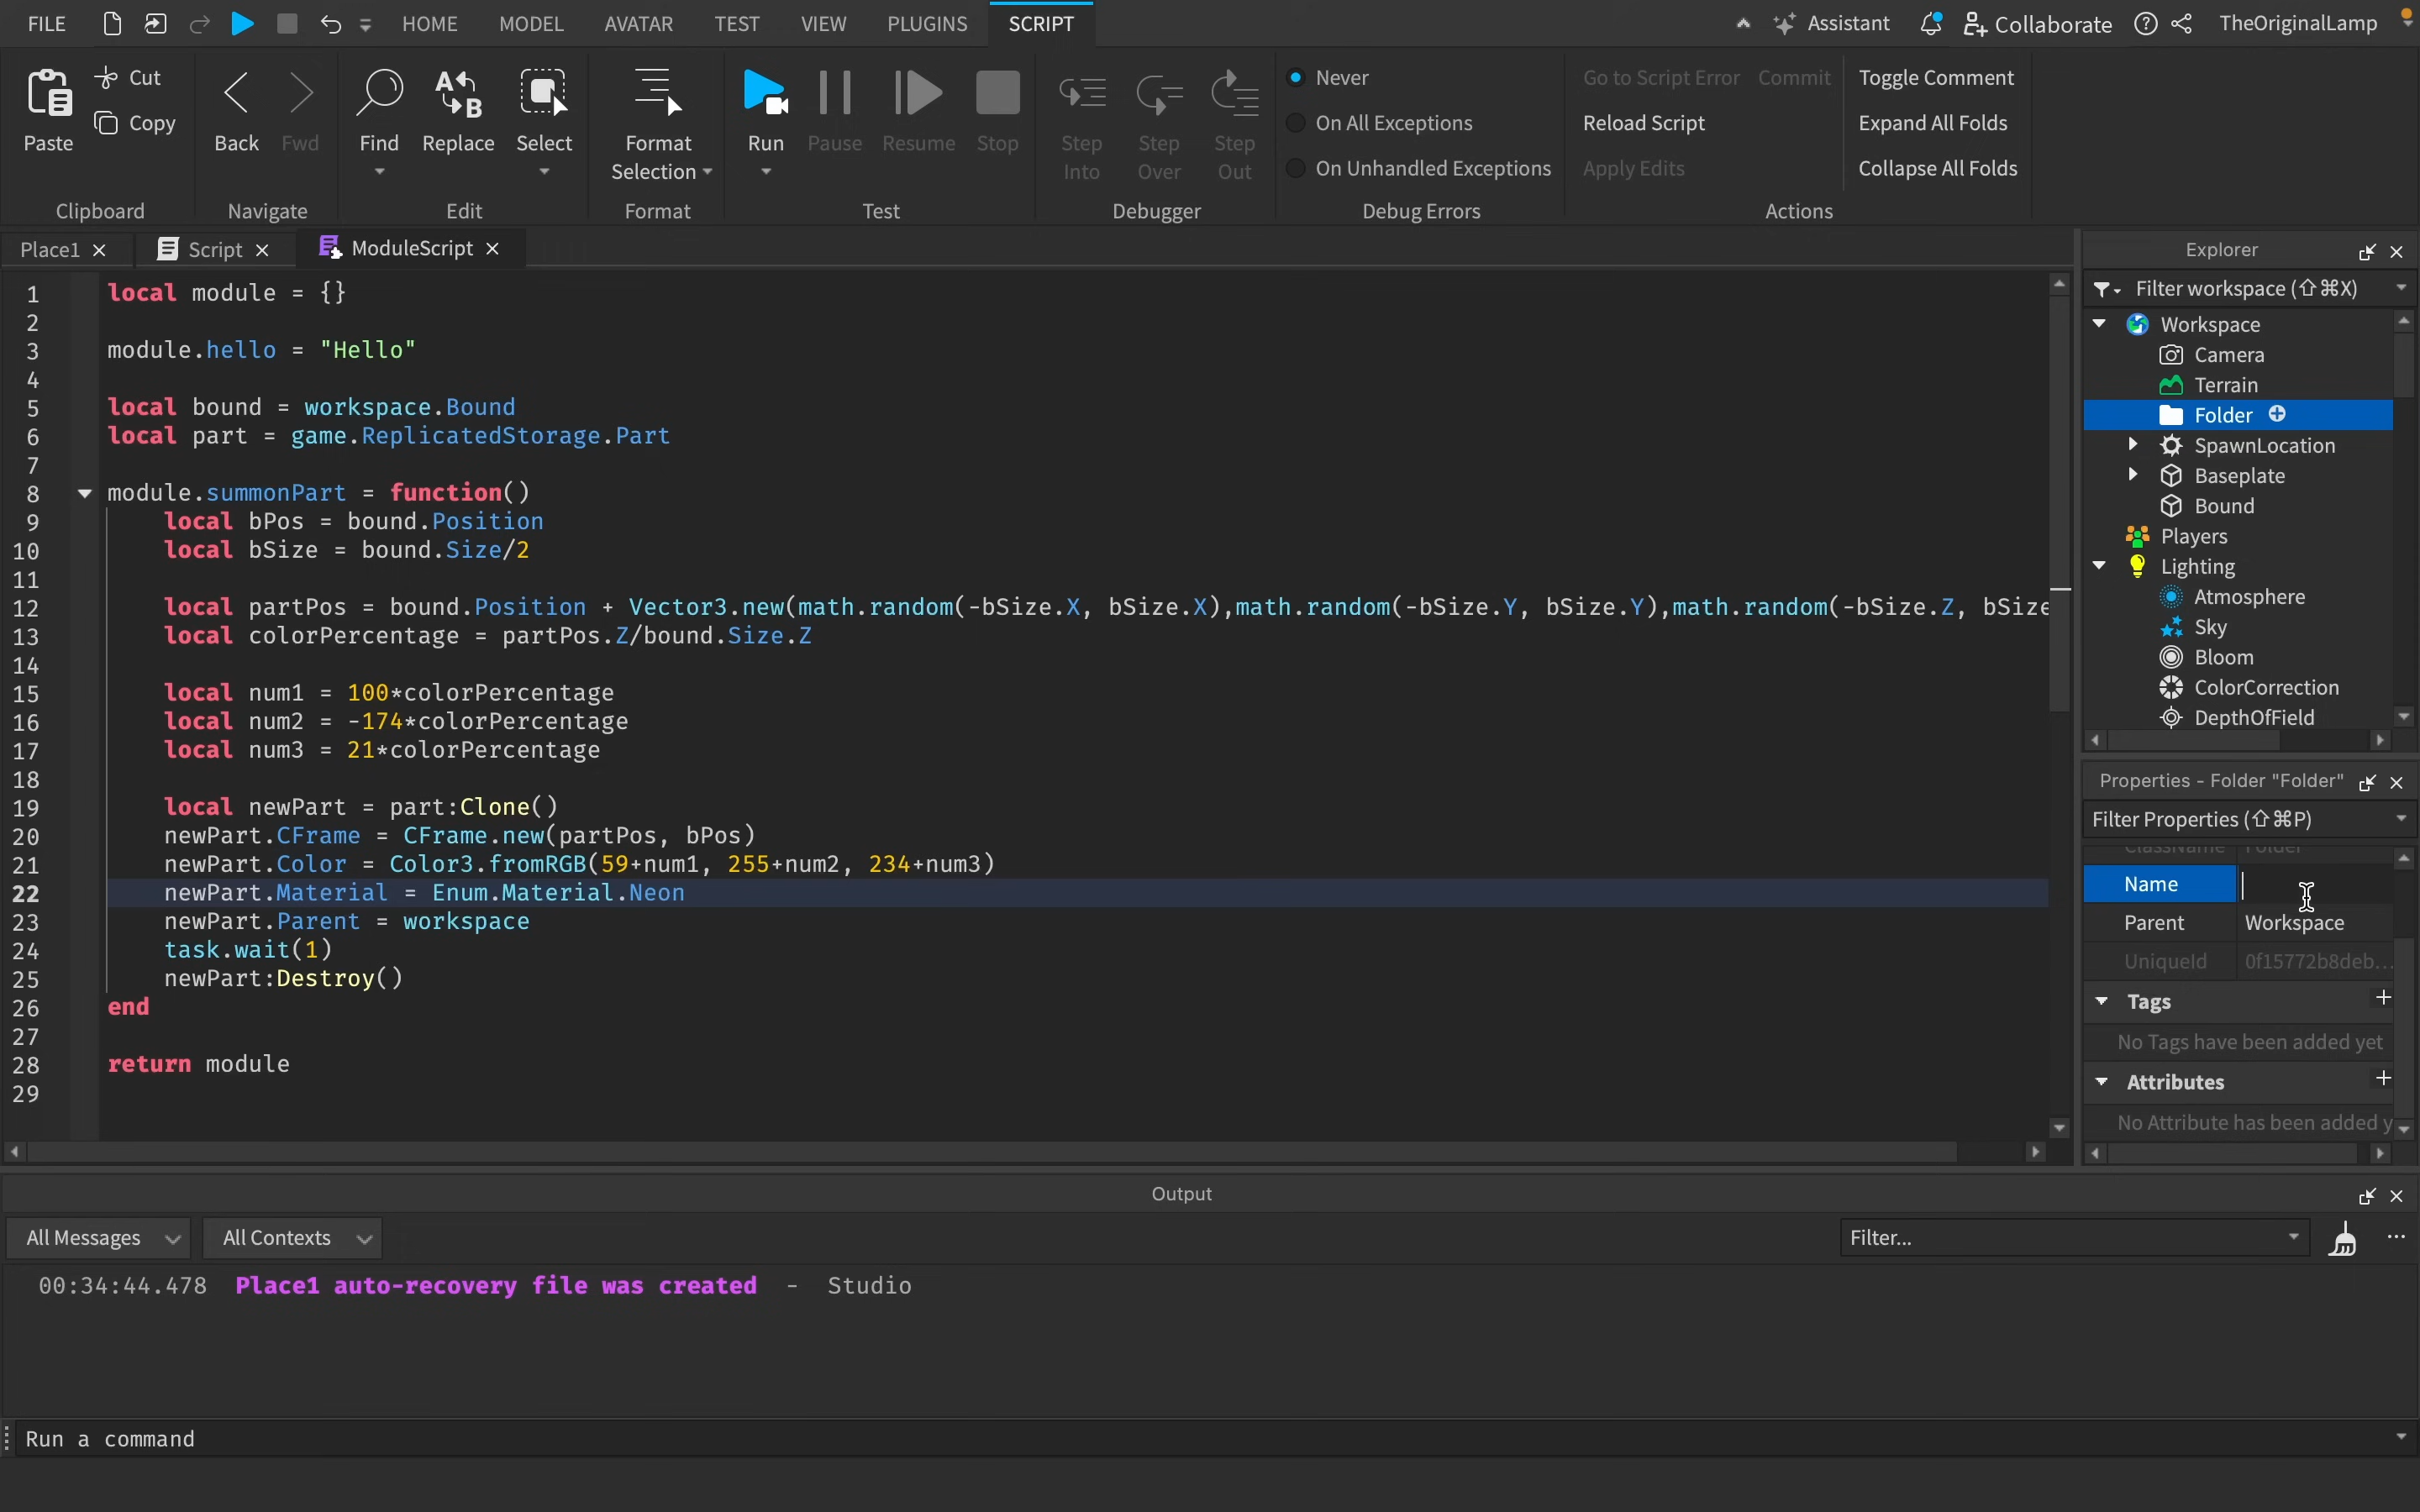 FILE HOME MODEL AVATAR TEST VIEW PLUGINS SCRIPT Assistant Collaborate TheOriginalLamp
Paste Cut Copy
Clipboard
Back Fwd
Navigate
Find Replace Select
Edit
Format Selection
Format
Run Pause Resume Stop
Test
Step Into Step Over Step Out
Debugger
Never
On All Exceptions
On Unhandled Exceptions
Debug Errors
Go to Script Error Commit
Reload Script
Apply Edits
Toggle Comment
Expand All Folds
Collapse All Folds
Actions
Place1 Script ModuleScript
1 local module = {}
2
3 module.hello = "Hello"
4
5 local bound = workspace.Bound
6 local part = game.ReplicatedStorage.Part
7
8 module.summonPart = function()
9 local bPos = bound.Position
10 local bSize = bound.Size/2
11
12 local partPos = bound.Position + Vector3.new(math.random(-bSize.X, bSize.X),math.random(-bSize.Y, bSize.Y),math.random(-bSize.Z, bSize
13 local colorPercentage = partPos.Z/bound.Size.Z
14
15 local num1 = 100*colorPercentage
16 local num2 = -174*colorPercentage
17 local num3 = 21*colorPercentage
18
19 local newPart = part:Clone()
20 newPart.CFrame = CFrame.new(partPos, bPos)
21 newPart.Color = Color3.fromRGB(59+num1, 255+num2, 234+num3)
22 newPart.Material = Enum.Material.Neon
23 newPart.Parent = workspace
24 task.wait(1)
25 newPart:Destroy()
26 end
27
28 return module
29
Explorer
Filter workspace (⇧⌘X)
Workspace
Camera
Terrain
Folder
SpawnLocation
Baseplate
Bound
Players
Lighting
Atmosphere
Sky
Bloom
ColorCorrection
DepthOfField
Properties - Folder "Folder"
Filter Properties (⇧⌘P)
ClassName Folder
Name
Parent Workspace
UniqueId 0f15772b8deb...
Tags +
No Tags have been added yet
Attributes +
No Attribute has been added y
Output
All Messages All Contexts Filter... ...
00:34:44.478 Place1 auto-recovery file was created - Studio
Run a command